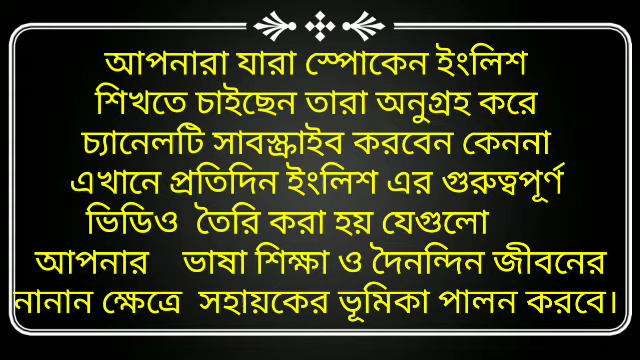 আপনারা যারা স্পোকেন ইংলিশ
শিখতে চাইছেন তারা অনুগ্রহ করে
চ্যানেলটি সাবস্ক্রাইব করবেন কেননা
এখানে প্রতিদিন ইংলিশ এর গুরুত্বপূর্ণ
ভিডিও তৈরি করা হয় যেগুলো
আপনার ভাষা শিক্ষা ও দৈনন্দিন জীবনের
নানান ক্ষেত্রে সহায়কের ভূমিকা পালন করবে।